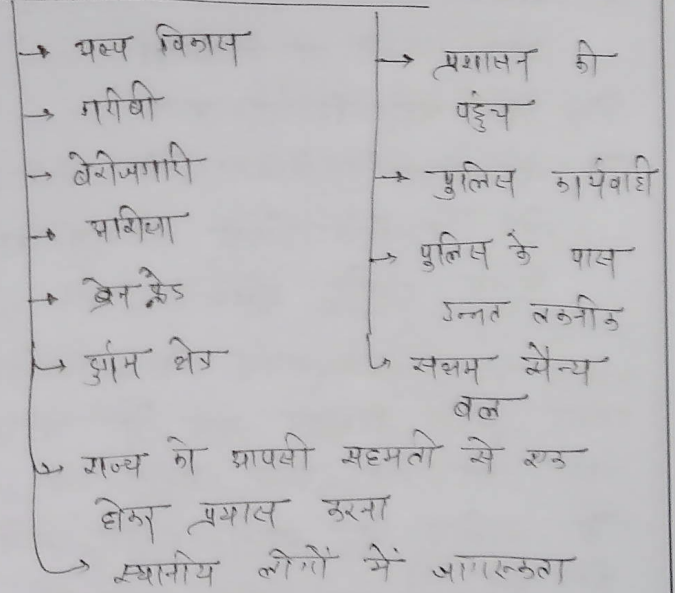 → अल्प विकास
→ गरीबी
→ बेरोजगारी
→ अशिक्षा
→ ब्रेन
→ दुर्गम क्षेत्र
→ प्रशासन की
पहुंच
→ पुलिस कार्यवाही
→ पुलिस के पास
उन्नत तकनीक
→ सक्षम सैन्य
बल
→ राज्य को आपसी सहमती से एक
होकर प्रयास करना
→ स्थानीय लोगों में जागरूकता